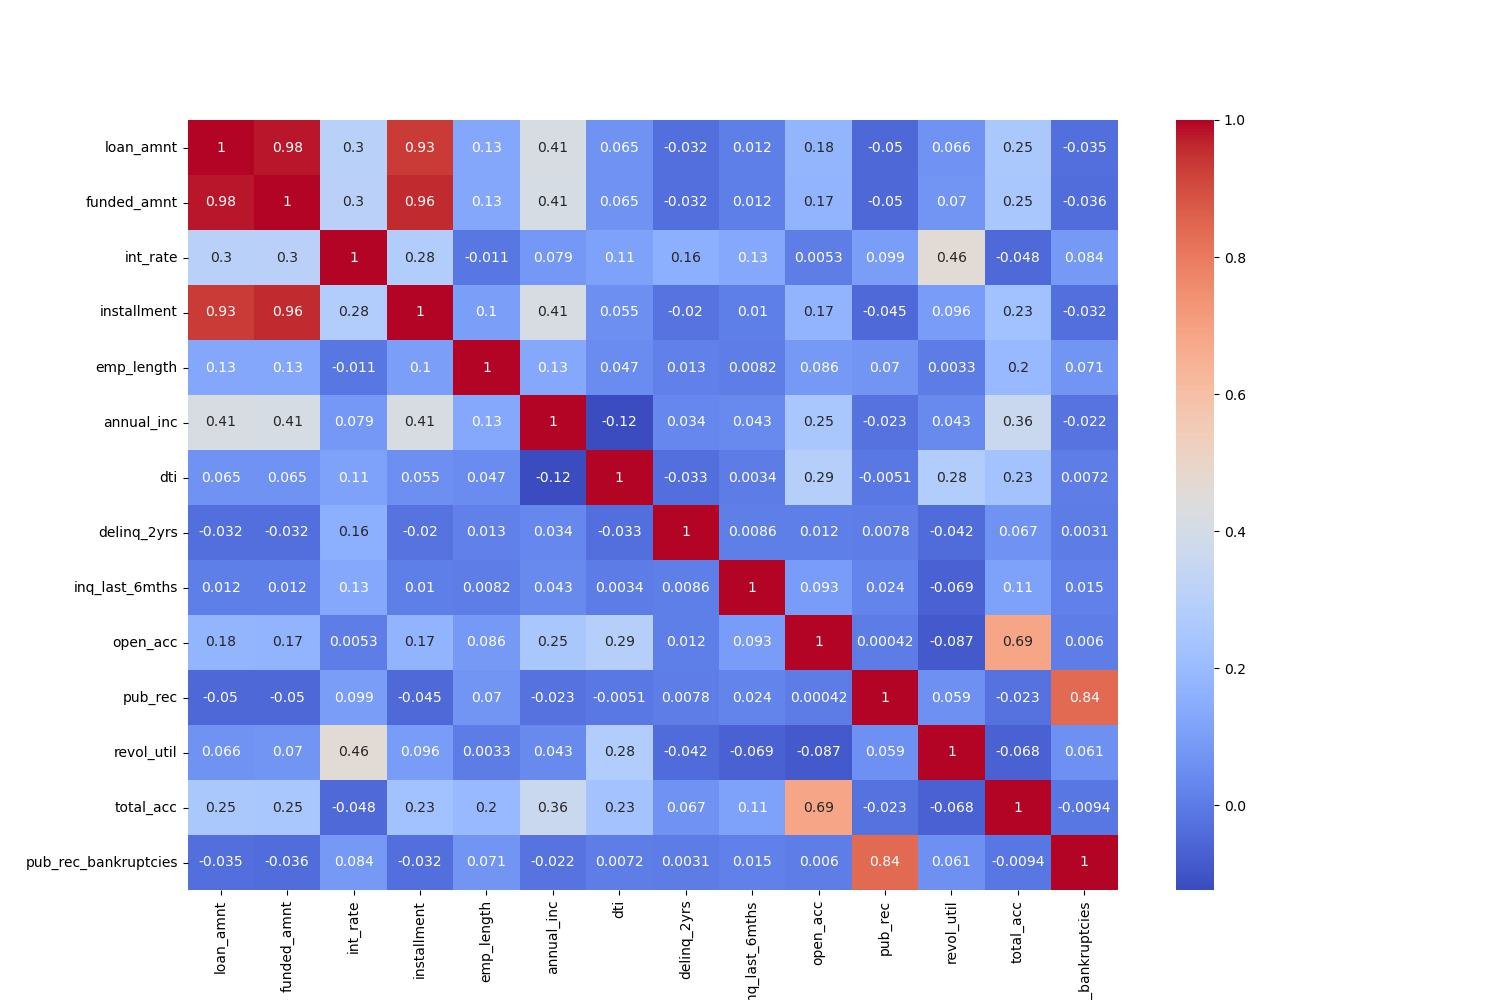 loan_amnt 1 0.98 0.3 0.93 0.13 0.41 0.065 -0.032 0.012 0.18 -0.05 0.066 0.25 -0.035
funded_amnt 0.98 1 0.3 0.96 0.13 0.41 0.065 -0.032 0.012 0.17 -0.05 0.07 0.25 -0.036
int_rate 0.3 0.3 1 0.28 -0.011 0.079 0.11 0.16 0.13 0.0053 0.099 0.46 -0.048 0.084
installment 0.93 0.96 0.28 1 0.1 0.41 0.055 -0.02 0.01 0.17 -0.045 0.096 0.23 -0.032
emp_length 0.13 0.13 -0.011 0.1 1 0.13 0.047 0.013 0.0082 0.086 0.07 0.0033 0.2 0.071
annual_inc 0.41 0.41 0.079 0.41 0.13 1 -0.12 0.034 0.043 0.25 -0.023 0.043 0.36 -0.022
dti 0.065 0.065 0.11 0.055 0.047 -0.12 1 -0.033 0.0034 0.29 -0.0051 0.28 0.23 0.0072
delinq_2yrs -0.032 -0.032 0.16 -0.02 0.013 0.034 -0.033 1 0.0086 0.012 0.0078 -0.042 0.067 0.0031
inq_last_6mths 0.012 0.012 0.13 0.01 0.0082 0.043 0.0034 0.0086 1 0.093 0.024 -0.069 0.11 0.015
open_acc 0.18 0.17 0.0053 0.17 0.086 0.25 0.29 0.012 0.093 1 0.00042 -0.087 0.69 0.006
pub_rec -0.05 -0.05 0.099 -0.045 0.07 -0.023 -0.0051 0.0078 0.024 0.00042 1 0.059 -0.023 0.84
revol_util 0.066 0.07 0.46 0.096 0.0033 0.043 0.28 -0.042 -0.069 -0.087 0.059 1 -0.068 0.061
total_acc 0.25 0.25 -0.048 0.23 0.2 0.36 0.23 0.067 0.11 0.69 -0.023 -0.068 1 -0.0094
pub_rec_bankruptcies -0.035 -0.036 0.084 -0.032 0.071 -0.022 0.0072 0.0031 0.015 0.006 0.84 0.061 -0.0094 1
loan_amnt
funded_amnt
int_rate
installment
emp_length
annual_inc
dti
delinq_2yrs
nq_last_6mths
open_acc
pub_rec
revol_util
total_acc
_bankruptcies
1.0
0.8
0.6
0.4
0.2
0.0